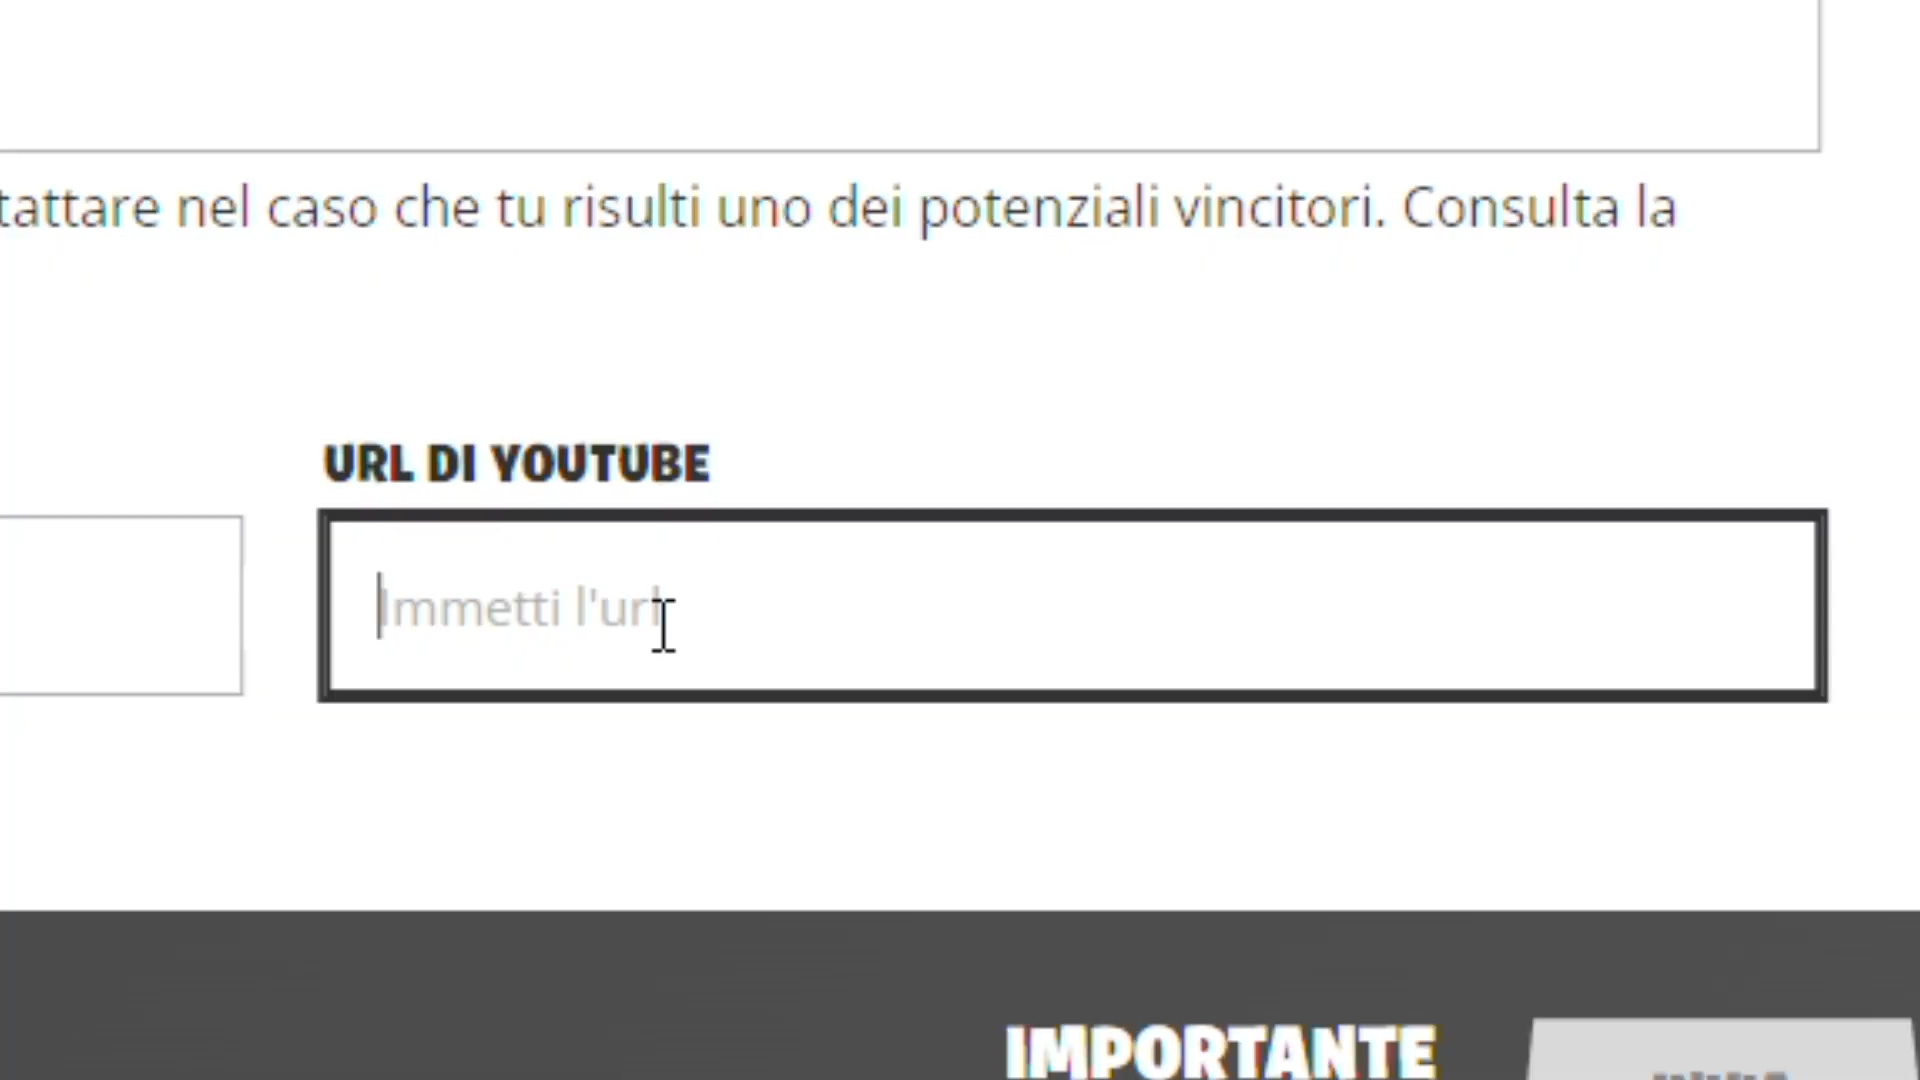 tattare nel caso che tu risulti uno dei potenziali vincitori. Consulta la
URL DI YOUTUBE
Immetti l'url
IMPORTANTE